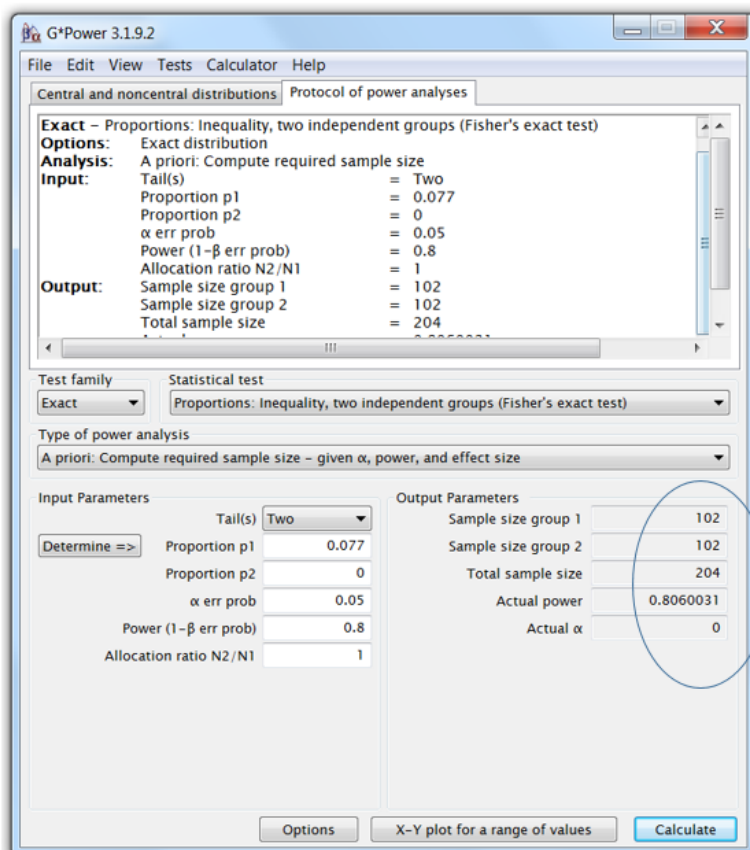 G*Power 3.1.9.2
File Edit View Tests Calculator Help
Central and noncentral distributions Protocol of power analyses
Exact – Proportions: Inequality, two independent groups (Fisher's exact test)
Options: Exact distribution
Analysis: A priori: Compute required sample size
Input: Tail(s) = Two
Proportion p1 = 0.077
Proportion p2 = 0
α err prob = 0.05
Power (1-β err prob) = 0.8
Allocation ratio N2/N1 = 1
Output: Sample size group 1 = 102
Sample size group 2 = 102
Total sample size = 204
Test family Statistical test
Exact Proportions: Inequality, two independent groups (Fisher's exact test)
Type of power analysis
A priori: Compute required sample size – given α, power, and effect size
Input Parameters Output Parameters
Tail(s) Two Sample size group 1 102
Determine => Proportion p1 0.077 Sample size group 2 102
Proportion p2 0 Total sample size 204
α err prob 0.05 Actual power 0.8060031
Power (1-β err prob) 0.8 Actual α 0
Allocation ratio N2/N1 1
Options X-Y plot for a range of values Calculate